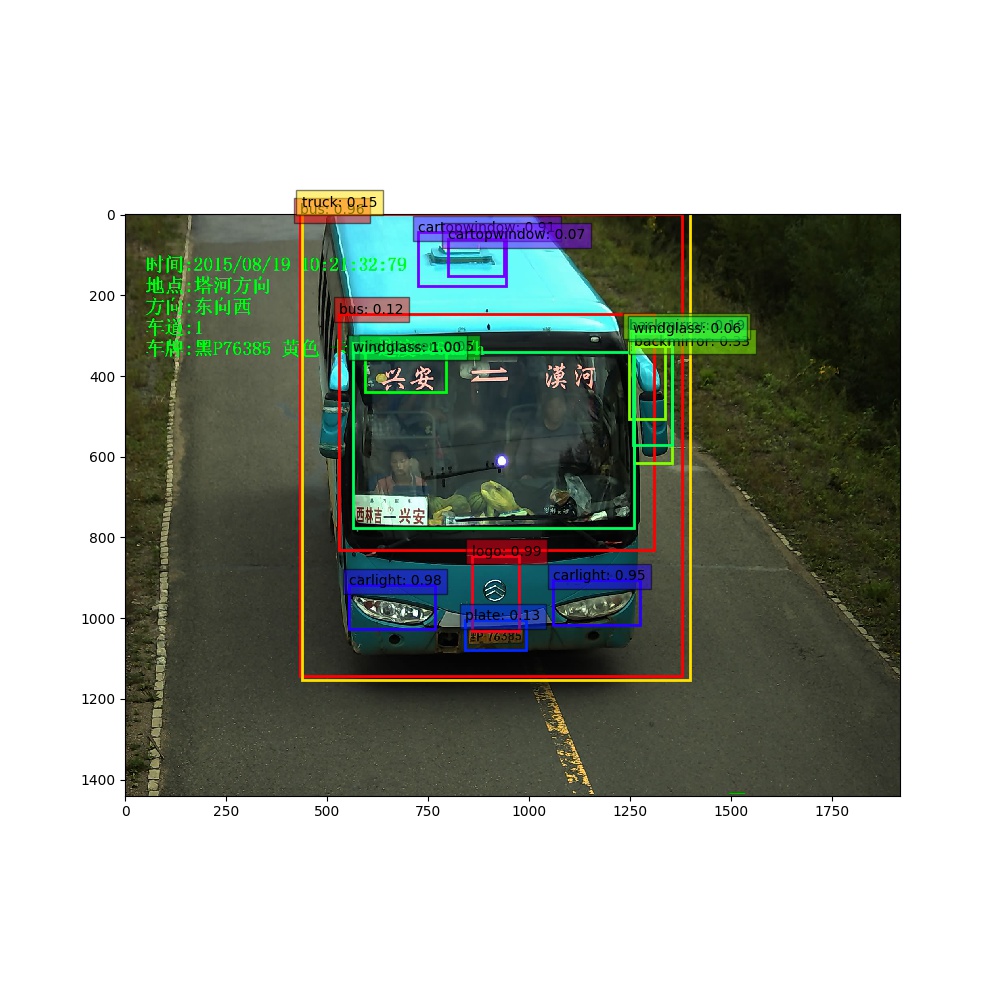 truck: 0.15
bus: 0.96
cartopwindow: 0.91
cartopwindow: 0.07
时间:2015/08/19 10:21:32:79
地点:塔河方向
方向:东向西
车道:1
车牌:黑P76385 黄色
bus: 0.12
windglass: 0.06
backmirror: 0.53
windglass: 1.00
兴安 漠河
西林吉一兴安
logo: 0.99
carlight: 0.98
carlight: 0.95
plate: 0.13
黑P 76385
0
200
400
600
800
1000
1200
1400
0 250 500 750 1000 1250 1500 1750